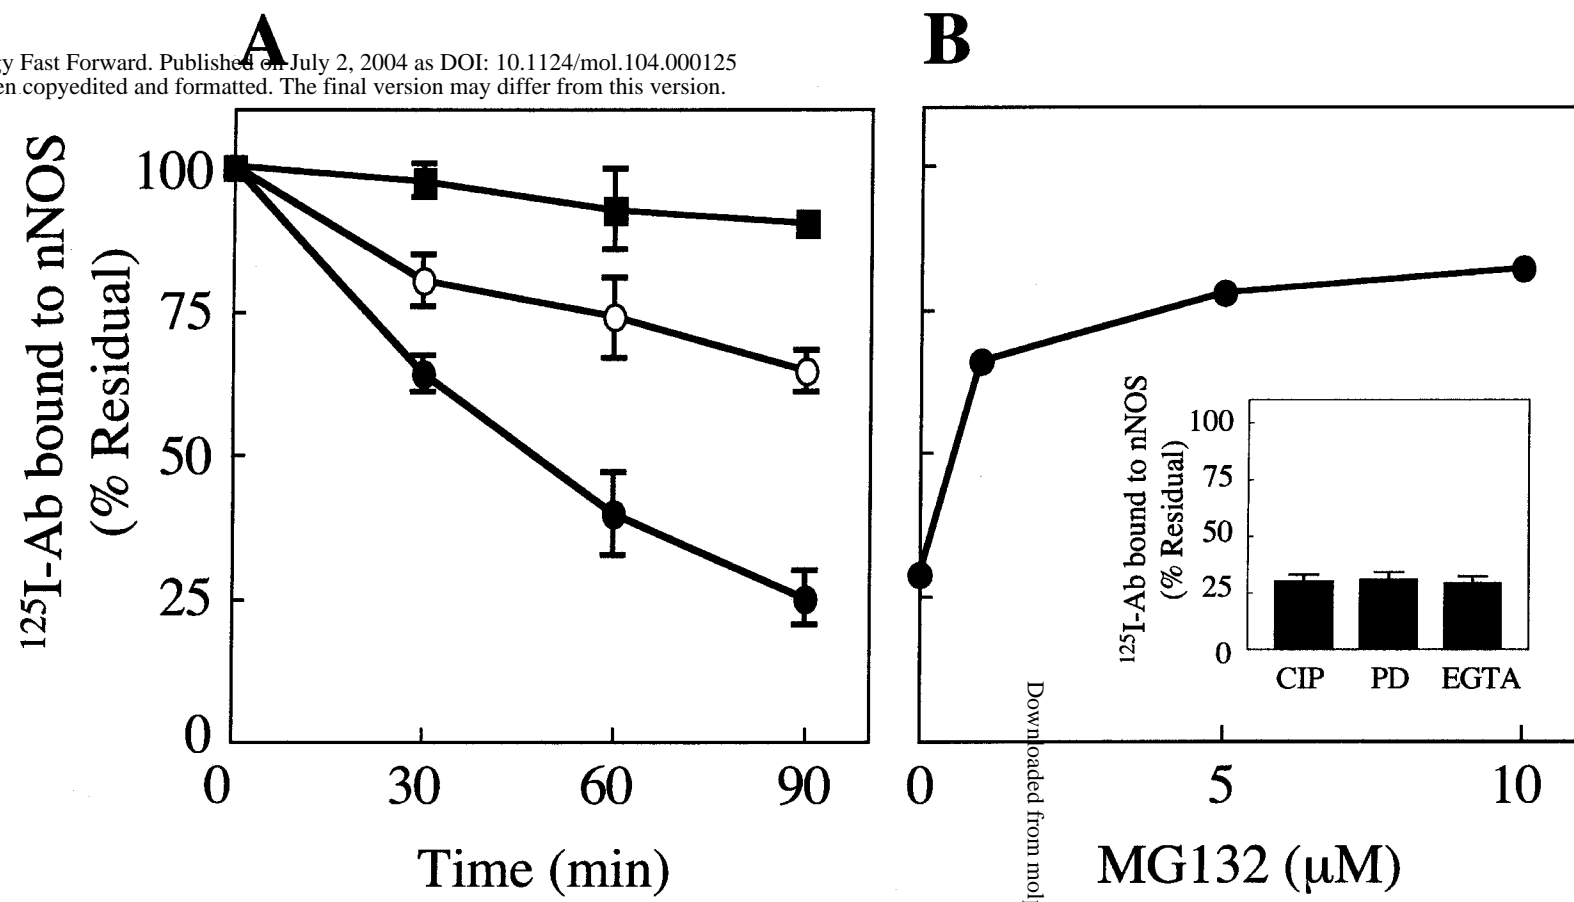 A
B
y Fast Forward. Published on July 2, 2004 as DOI: 10.1124/mol.104.000125
en copyedited and formatted. The final version may differ from this version.
125I-Ab bound to nNOS
(% Residual)
100
75
50
25
0
0 30 60 90
Time (min)
125I-Ab bound to nNOS
(% Residual)
100
75
50
25
0
CIP PD EGTA
0 5 10
MG132 (μM)
Downloaded from mol